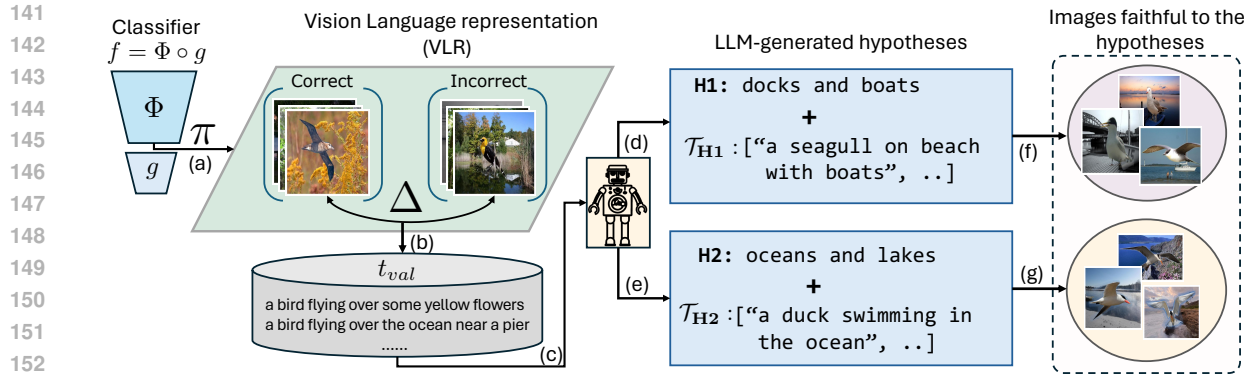 141
142
143
144
145
146
147
148
149
150
151
152
Classifier
f = Φ ∘ g
Φ
g
π
(a)
Vision Language representation
(VLR)
Correct
Incorrect
Δ
(b)
t_val
a bird flying over some yellow flowers
a bird flying over the ocean near a pier
......
(c)
(d)
(e)
LLM-generated hypotheses
H1: docks and boats
+
𝒯_H1 :[“a seagull on beach
with boats”, ..]
H2: oceans and lakes
+
𝒯_H2 :[“a duck swimming in
the ocean”, ..]
(f)
(g)
Images faithful to the
hypotheses